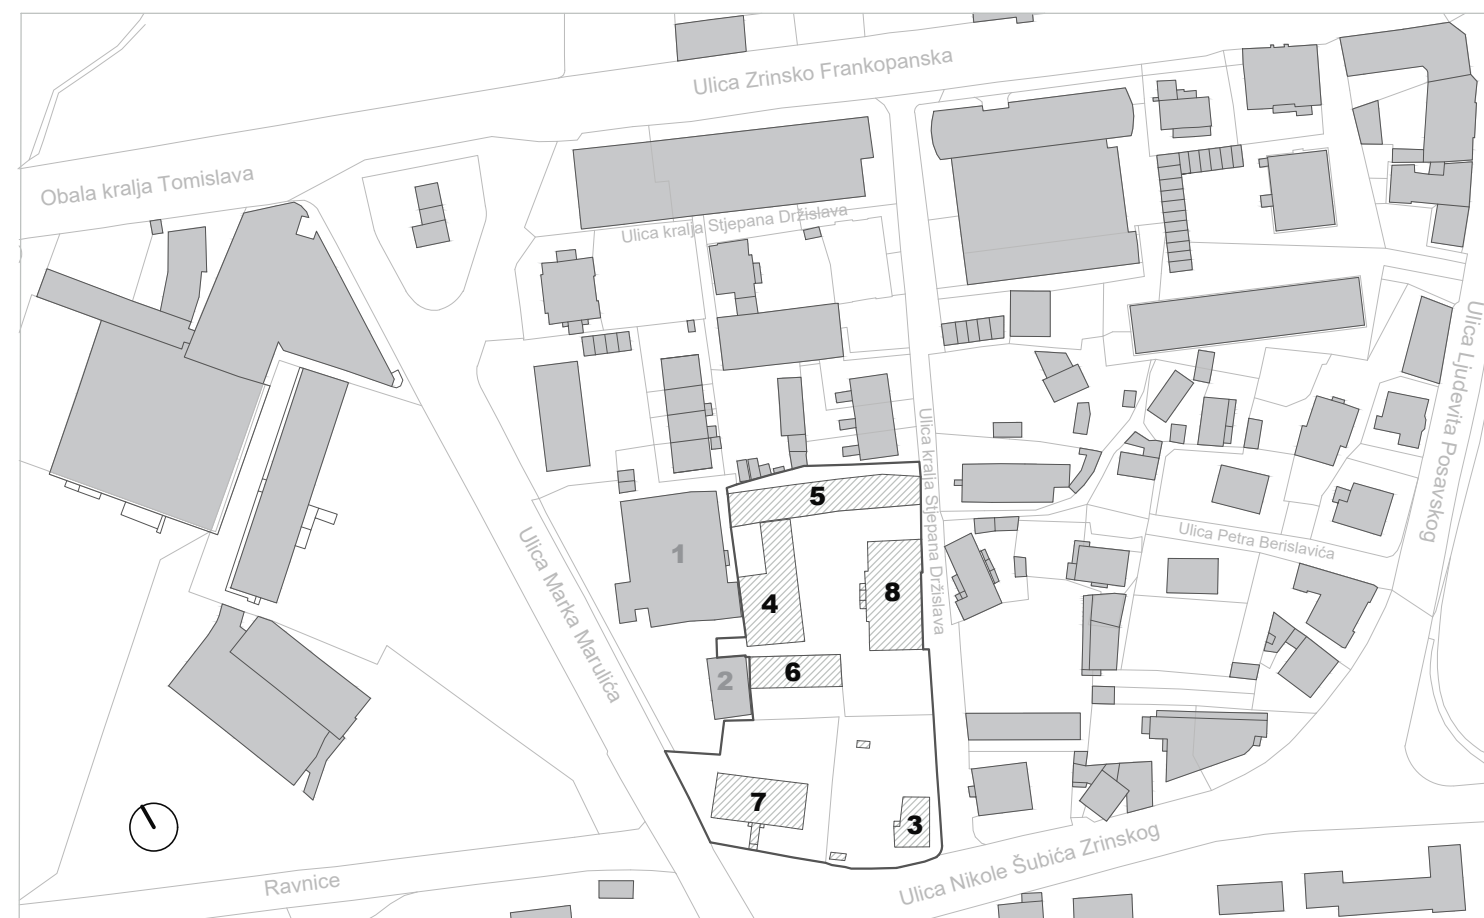 Ulica Zrinsko Frankopanska
Obala kralja Tomislava
Ulica kralja Stjepana Držislava
Ulica Ljudevita Posavskog
Ulica kralja Stjepana Držislava
5
Ulica Petra Berislavića
Ulica Marka Marulića
1
8
4
6
2
7
3
Ulica Nikole Šubića Zrinskog
Ravnice